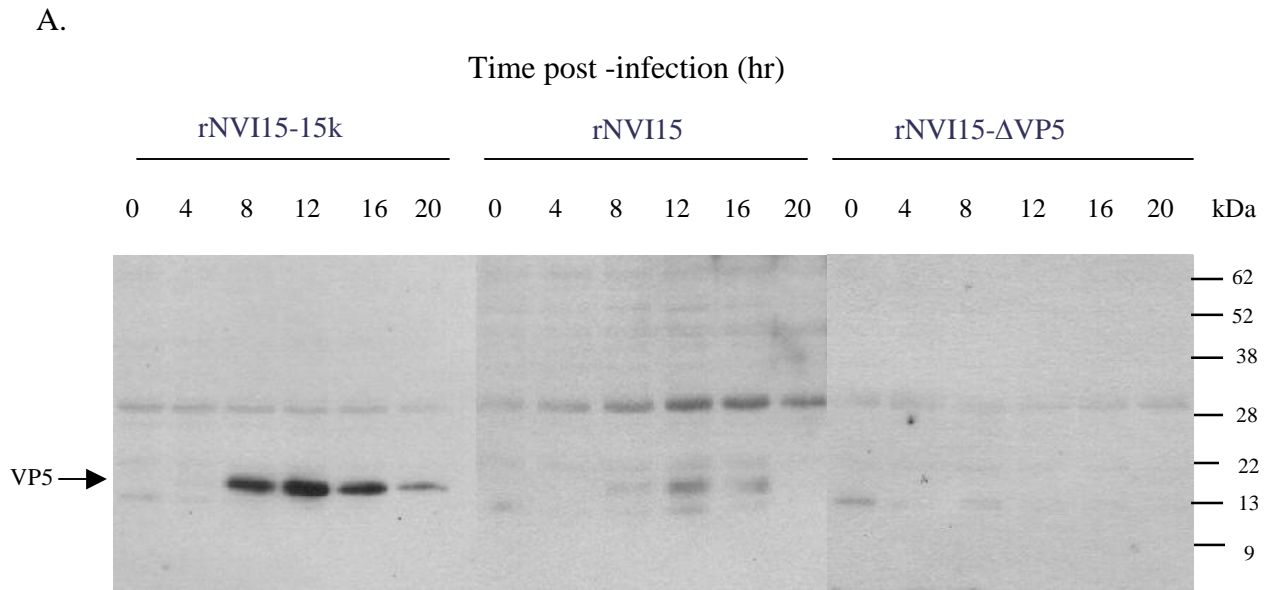 A.
Time post -infection (hr)
rNVI15-15k rNVI15 rNVI15-ΔVP5
0 4 8 12 16 20 0 4 8 12 16 20 0 4 8 12 16 20 kDa
62
52
38
28
22
VP5
13
9